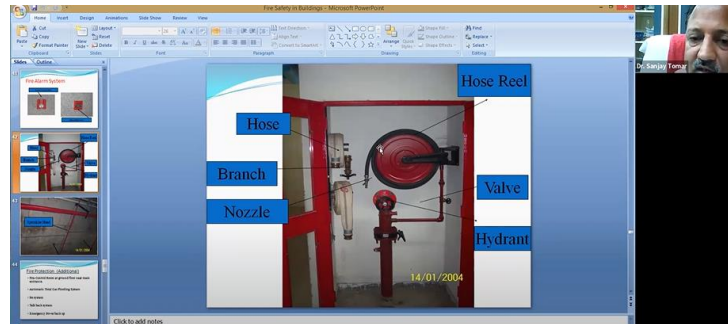 Fire Safety in Buildings - Microsoft PowerPoint
Home
Insert
Design
Animations
Slide Show
Review
View
Cut
Copy
Format Painter
Paste
Clipboard
New
Slide
Layout
Reset
Delete
Slides
Font
Text Direction
Align Text
Convert to SmartArt
Paragraph
Arrange
Quick
Styles
Shape Fill
Shape Outline
Shape Effects
Drawing
Find
Replace
Select
Editing
Slides
Outline
Fire Alarm System
Fire Protection (Additional)
Hose Reel
Hose
Branch
Valve
Nozzle
Hydrant
14/01/2004
Click to add notes
Dr. Sanjay Tomar